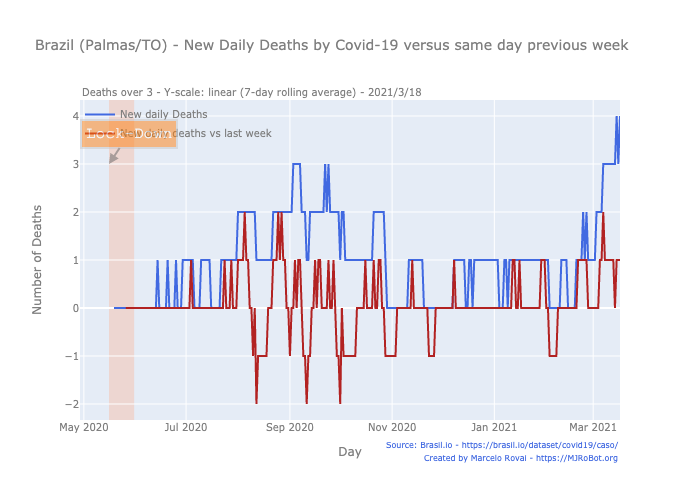 Brazil (Palmas/TO) - New Daily Deaths by Covid-19 versus same day previous week
Deaths over 3 - Y-scale: linear (7-day rolling average) - 2021/3/18
New daily Deaths
Lock Down
deaths vs last week
Number of Deaths
4
3
2
1
0
−1
−2
May 2020
Jul 2020
Sep 2020
Nov 2020
Jan 2021
Mar 2021
Day
Source: Brasil.io - https://brasil.io/dataset/covid19/caso/
Created by Marcelo Rovai - https://MJRoBot.org